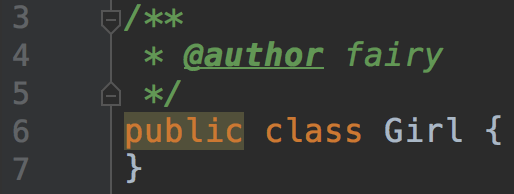 3 /**
4  * @author fairy
5  */
6 public class Girl {
7 }